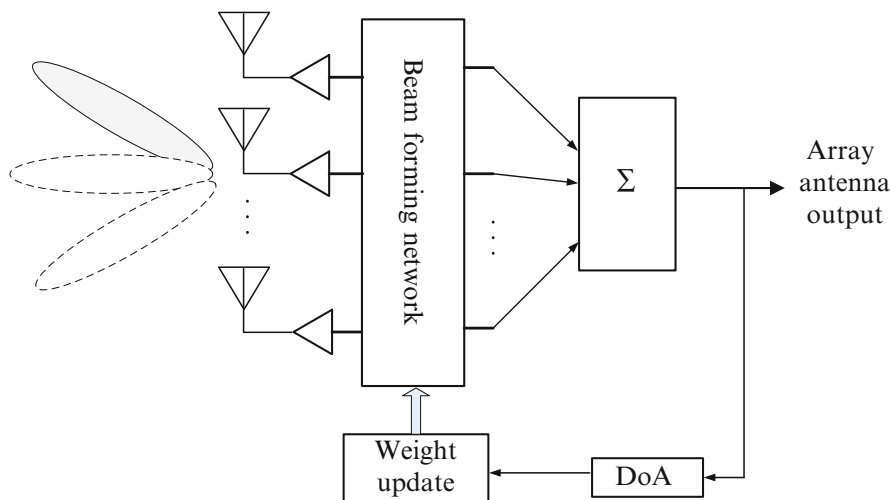 Beam forming network
Σ
Array
antenna
output
Weight
update
DoA